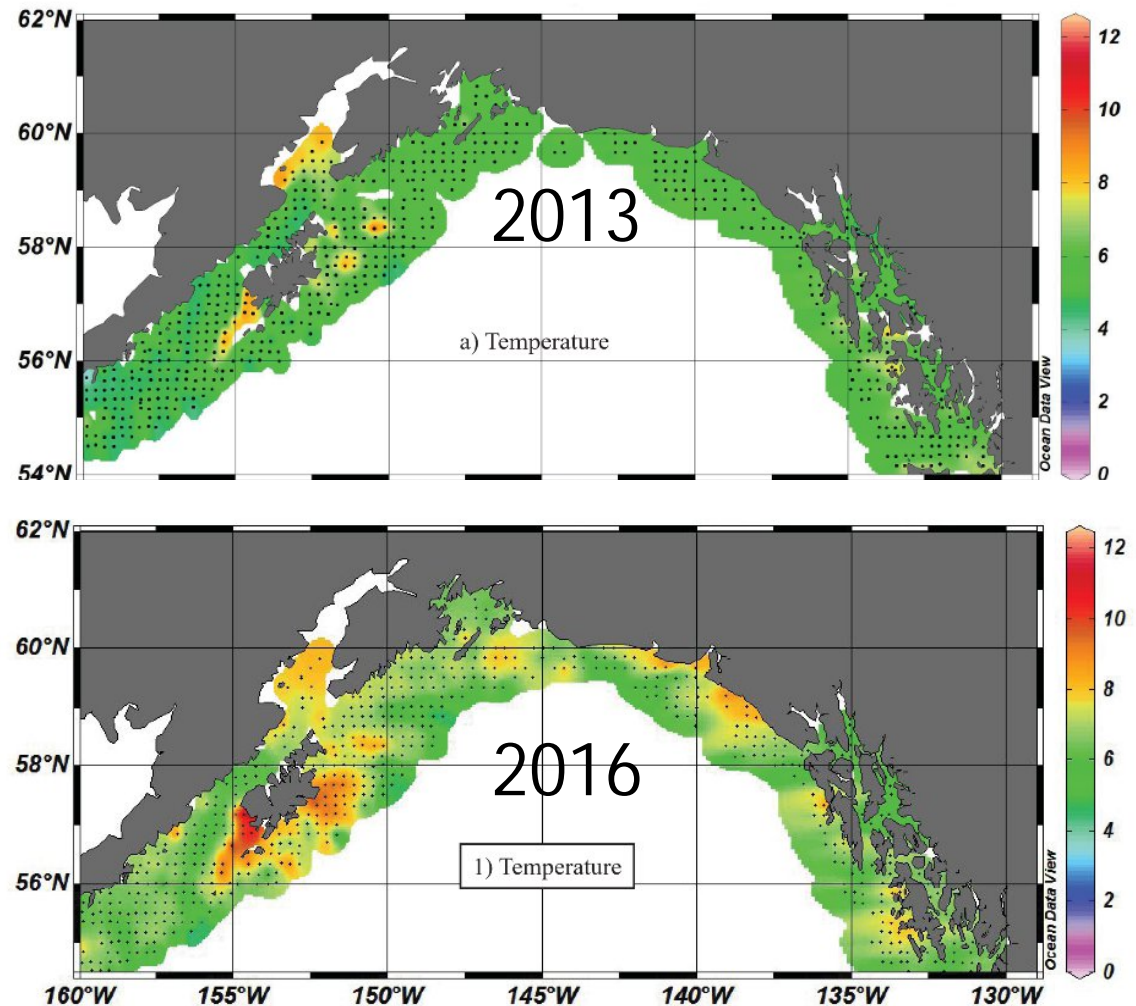 62°N
60°N
58°N
56°N
54°N
2013
a) Temperature
12
10
8
6
4
2
0
Ocean Data View
62°N
60°N
58°N
56°N
2016
1) Temperature
12
10
8
6
4
2
0
Ocean Data View
160°W 155°W 150°W 145°W 140°W 135°W 130°W